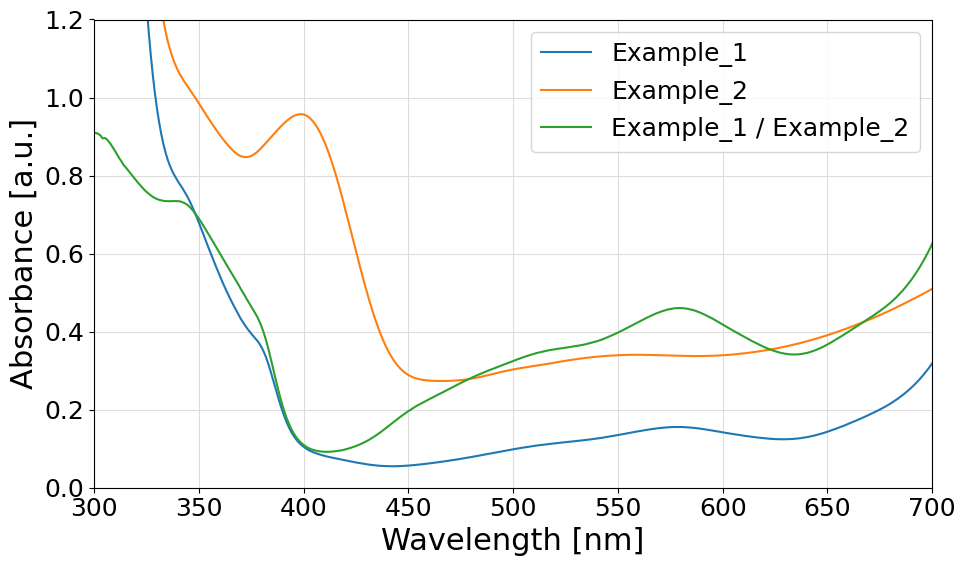 Absorbance [a.u.]
1.2
1.0
0.8
0.6
0.4
0.2
0.0
Example_1
Example_2
Example_1 / Example_2
300 350 400 450 500 550 600 650 700
Wavelength [nm]